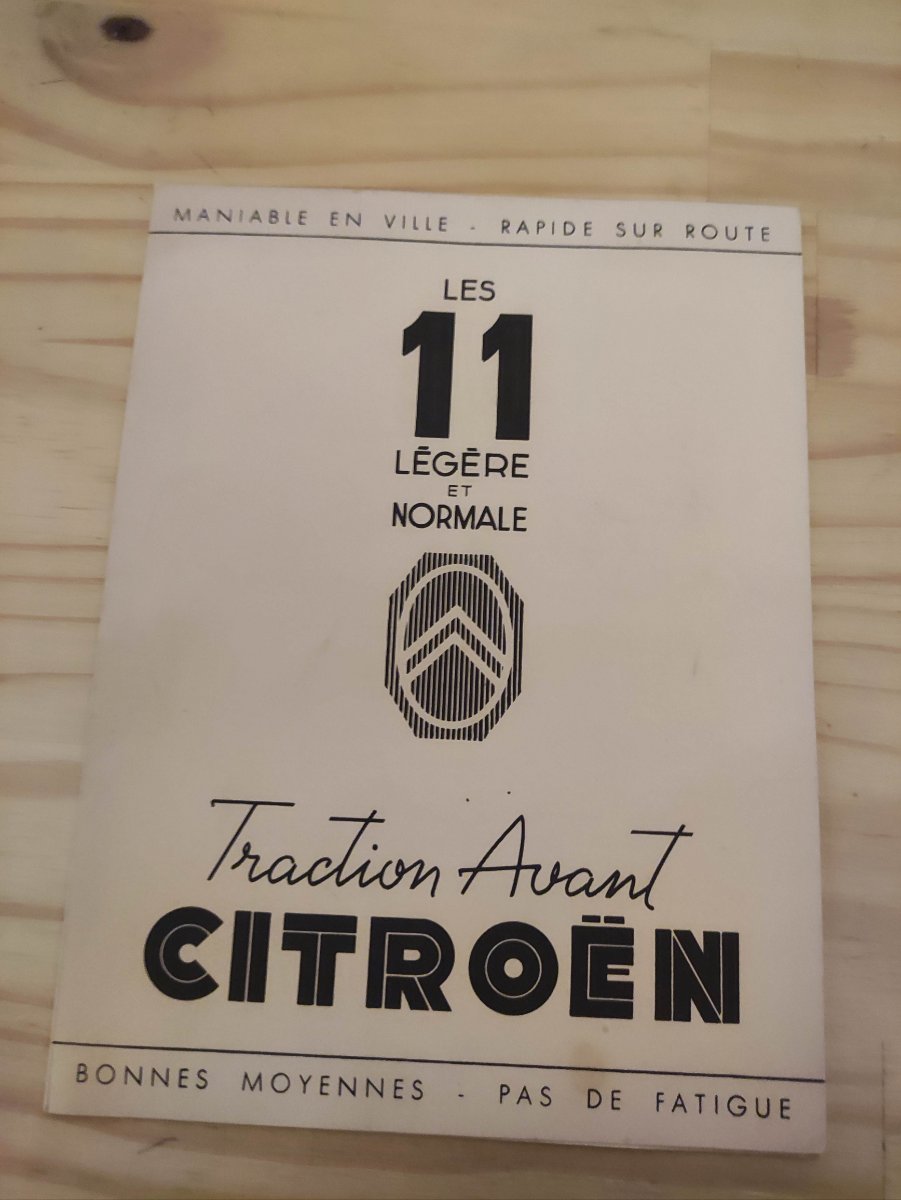 MANIABLE EN VILLE - RAPIDE SUR ROUTE
LES
11
LÉGÈRE
ET
NORMALE
Traction Avant
CITROËN
BONNES MOYENNES - PAS DE FATIGUE